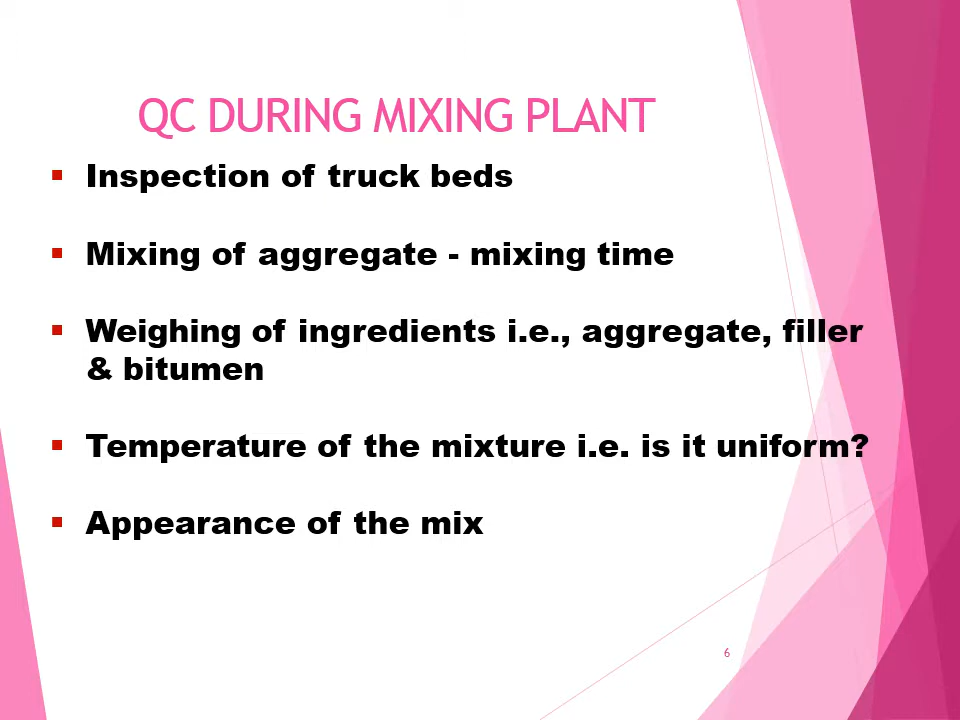 QC DURING MIXING PLANT
▪ Inspection of truck beds
▪ Mixing of aggregate - mixing time
▪ Weighing of ingredients i.e., aggregate, filler
& bitumen
▪ Temperature of the mixture i.e. is it uniform?
▪ Appearance of the mix
6